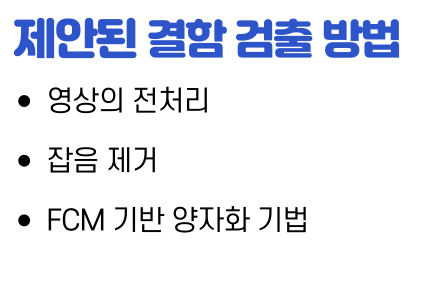 제안된 결함 검출 방법
• 영상의 전처리
• 잡음 제거
• FCM 기반 양자화 기법